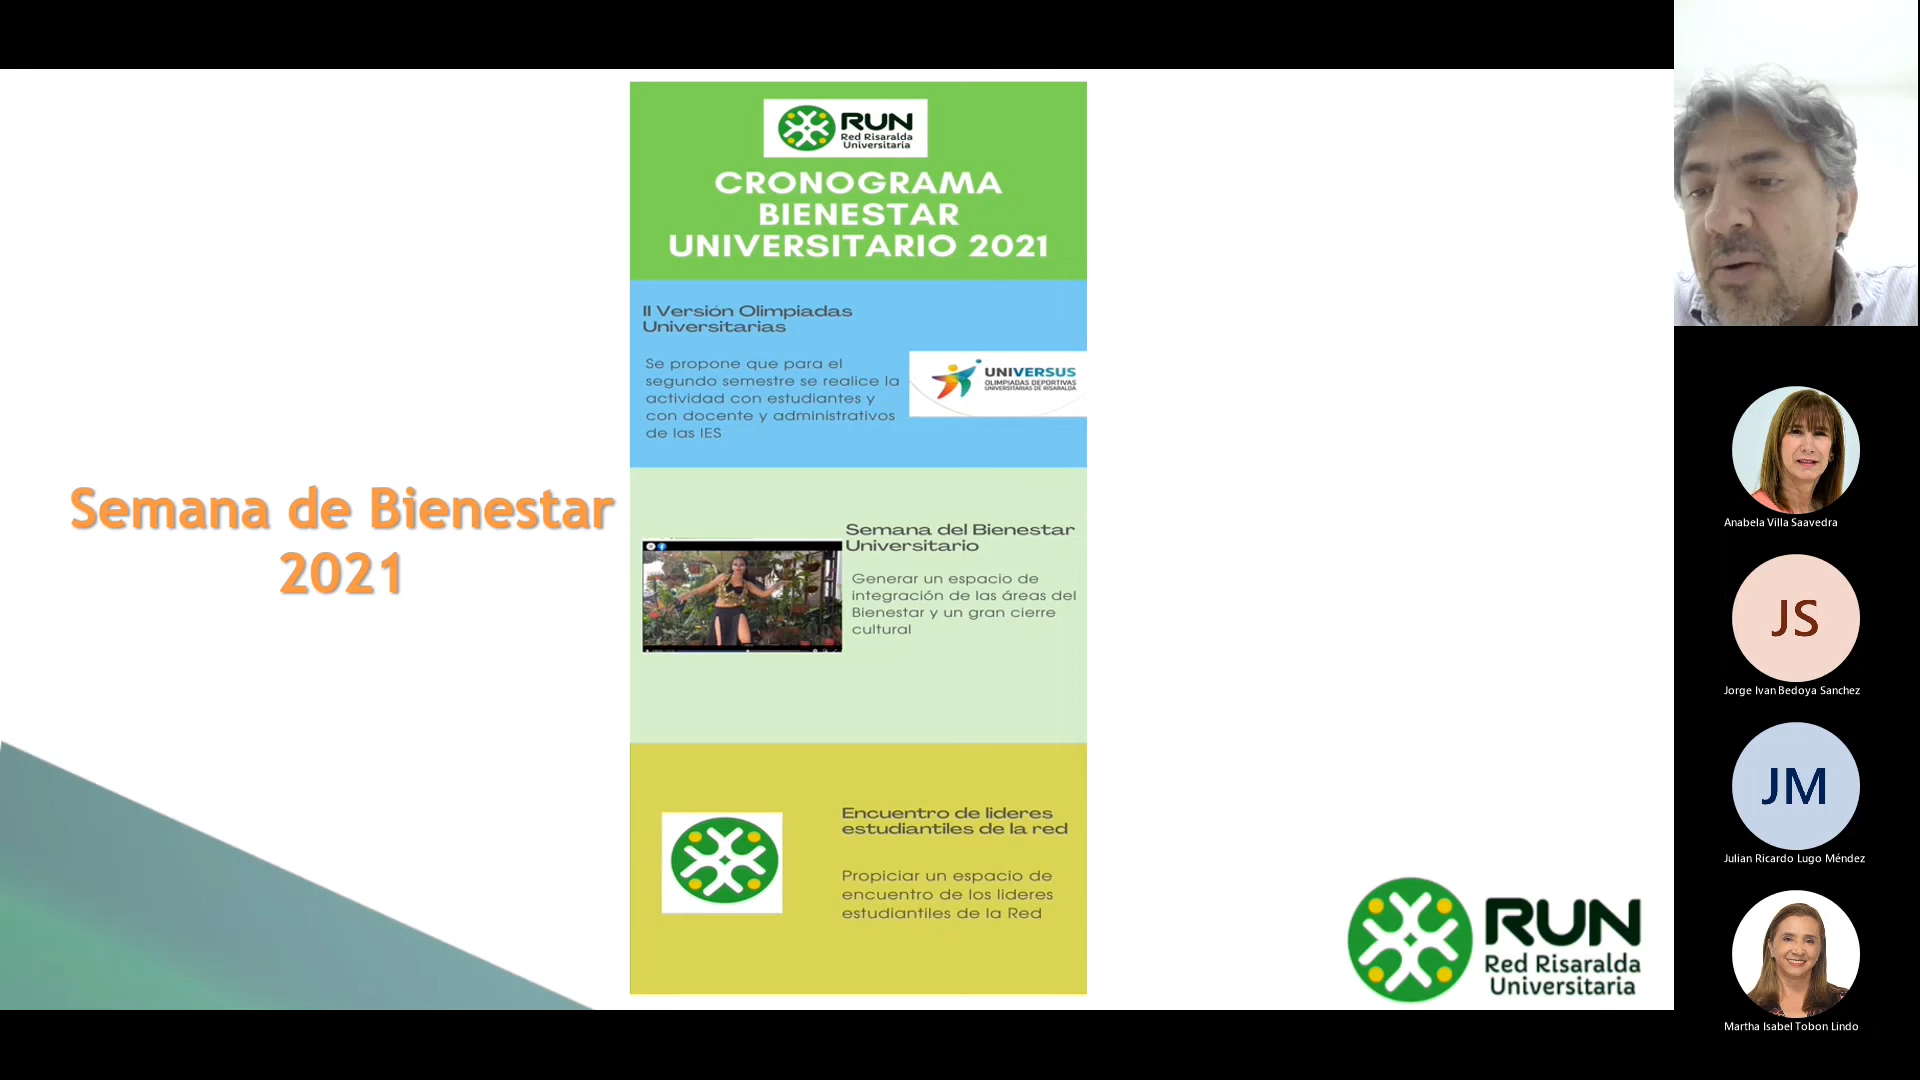 Semana de Bienestar
2021
RUN
Red Risaralda
Universitaria
CRONOGRAMA
BIENESTAR
UNIVERSITARIO 2021
II Versión Olimpiadas
Universitarias
Se propone que para el
segundo semestre se realice la
actividad con estudiantes y
con docente y administrativos
de las IES
UNIVERSUS
OLIMPIADAS DEPORTIVAS
UNIVERSITARIAS DE RISARALDA
Semana del Bienestar
Universitario
Generar un espacio de
integración de las áreas del
Bienestar y un gran cierre
cultural
Encuentro de lideres
estudiantiles de la red
Propiciar un espacio de
encuentro de los lideres
estudiantiles de la Red
RUN
Red Risaralda
Universitaria
Anabela Villa Saavedra
JS
Jorge Ivan Bedoya Sanchez
JM
Julian Ricardo Lugo Méndez
Martha Isabel Tobon Lindo